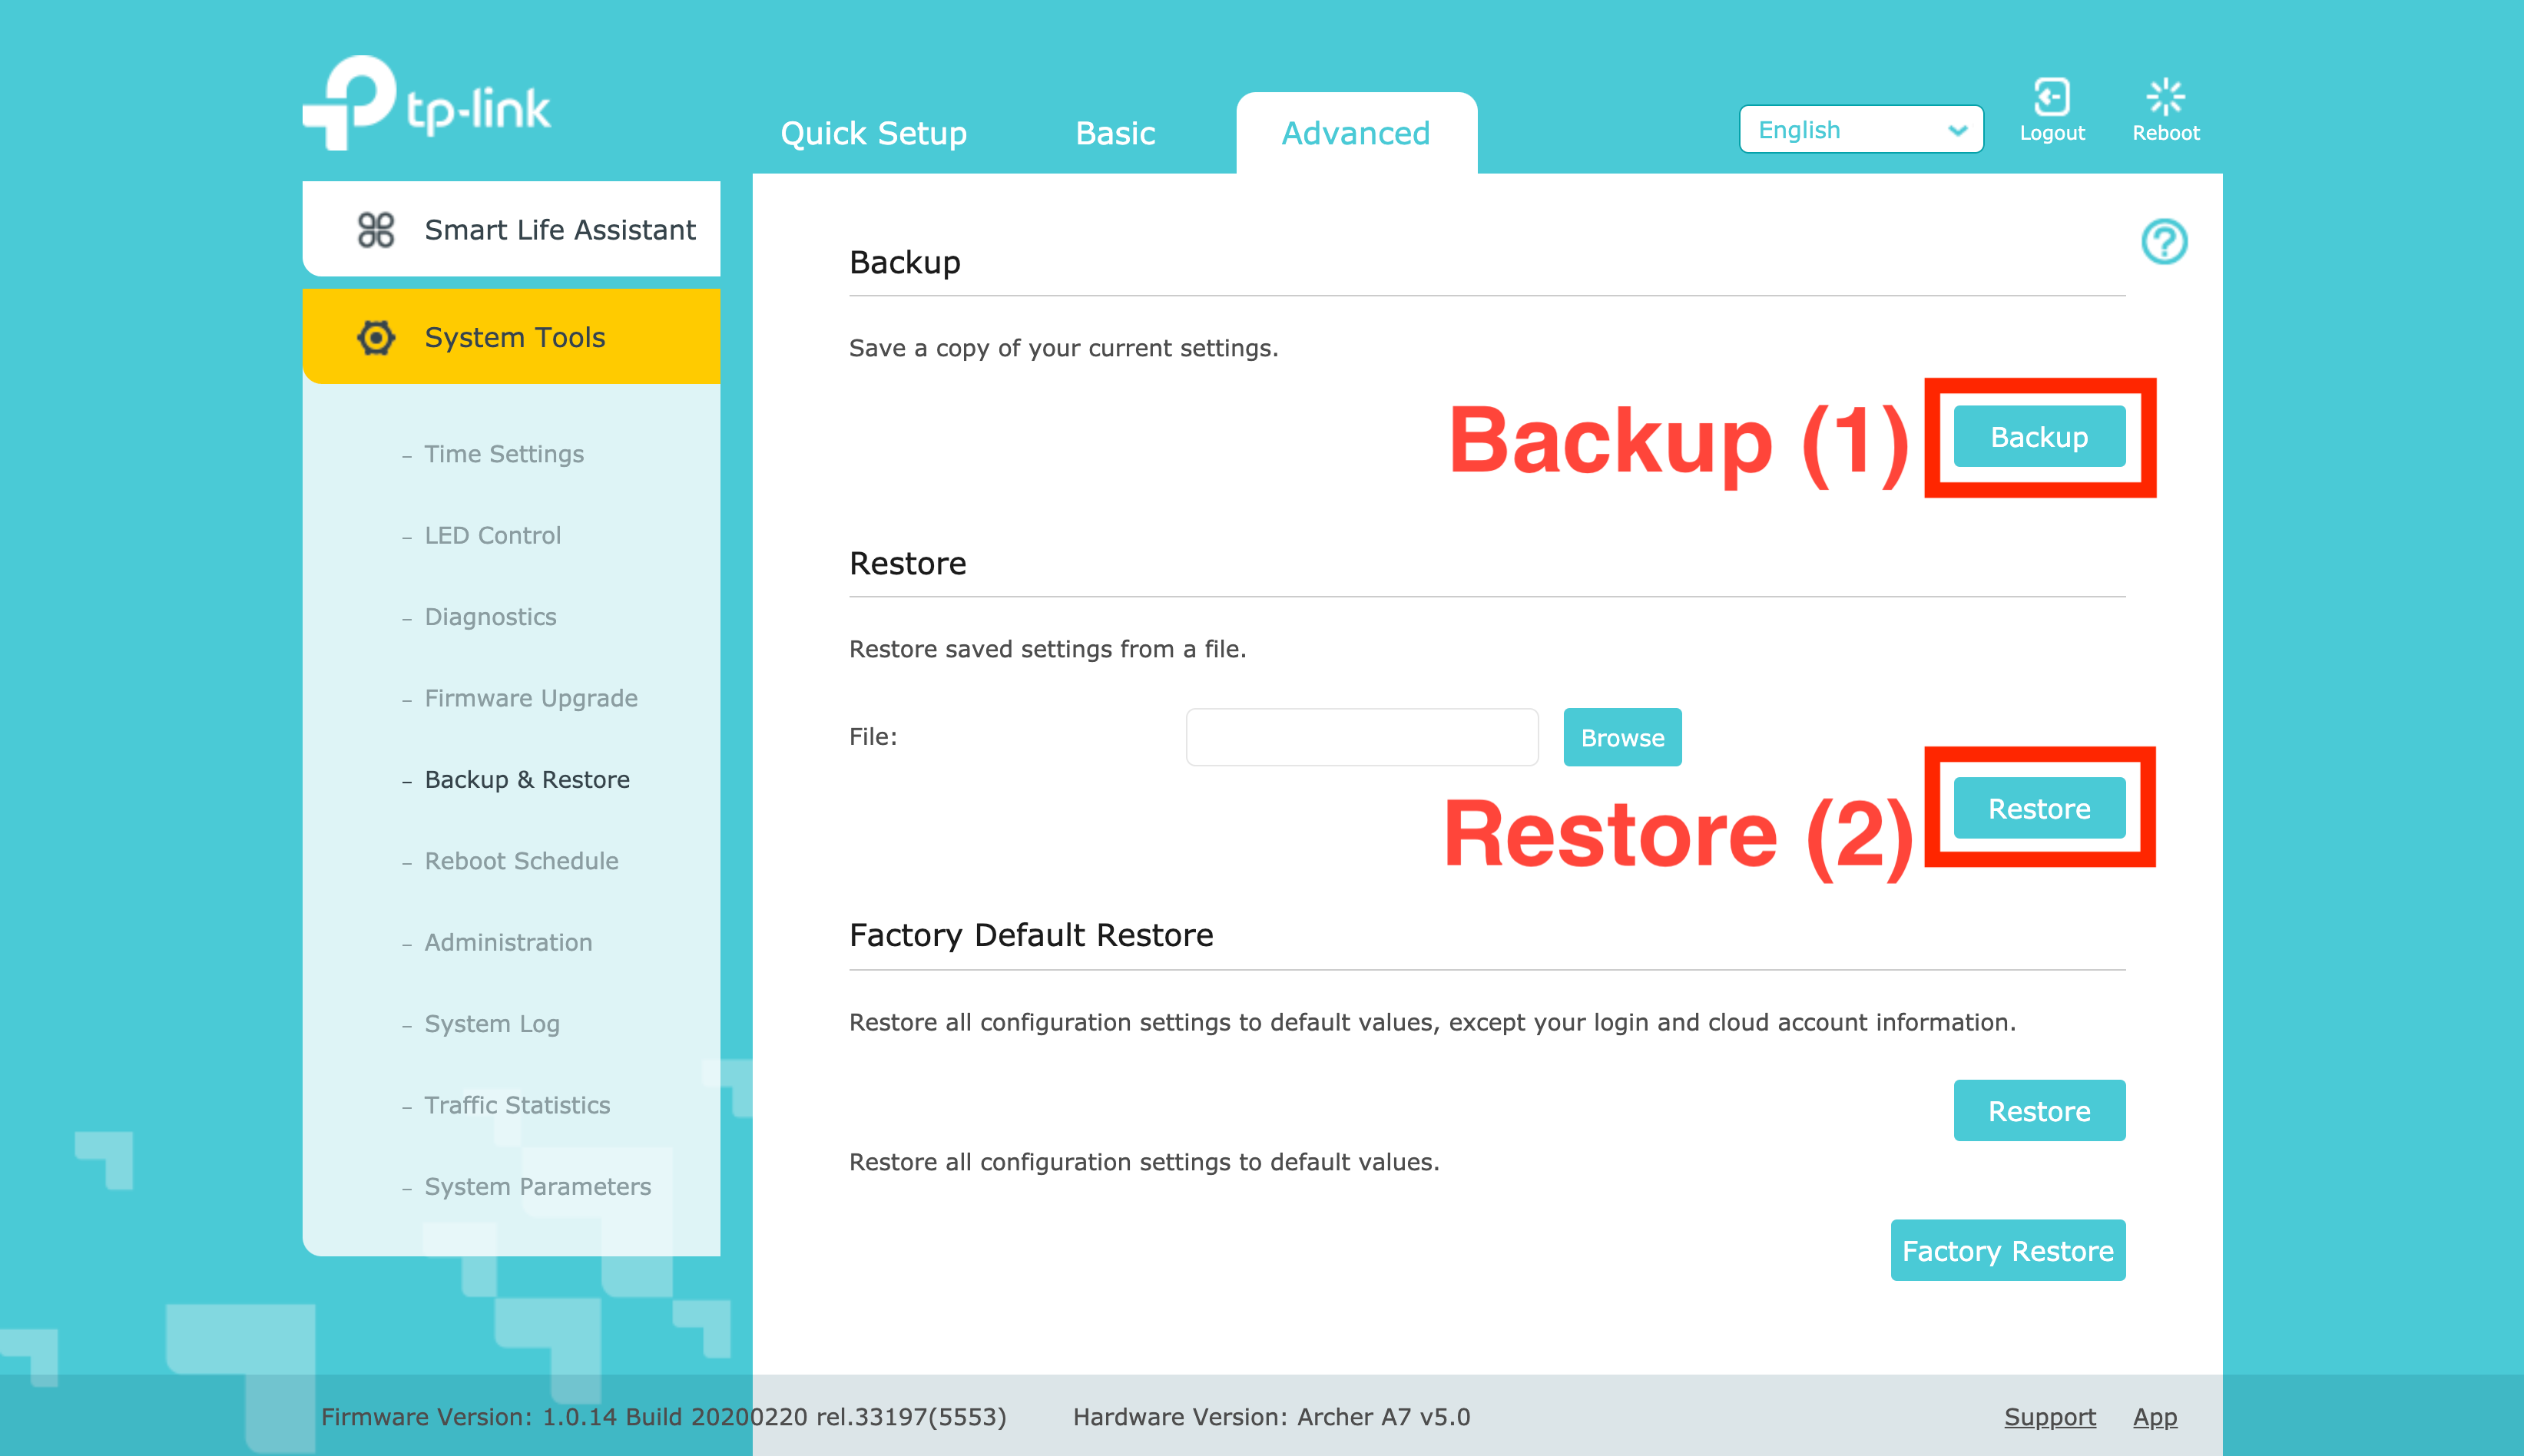 tp-link
Quick Setup
Basic
Advanced
English
Logout
Reboot
Smart Life Assistant
System Tools
– Time Settings
– LED Control
– Diagnostics
– Firmware Upgrade
– Backup & Restore
– Reboot Schedule
– Administration
– System Log
– Traffic Statistics
– System Parameters
Backup
Save a copy of your current settings.
Backup (1)
Backup
Restore
Restore saved settings from a file.
File:
Browse
Restore (2)
Restore
Factory Default Restore
Restore all configuration settings to default values, except your login and cloud account information.
Restore
Restore all configuration settings to default values.
Factory Restore
Firmware Version: 1.0.14 Build 20200220 rel.33197(5553)
Hardware Version: Archer A7 v5.0
Support
App